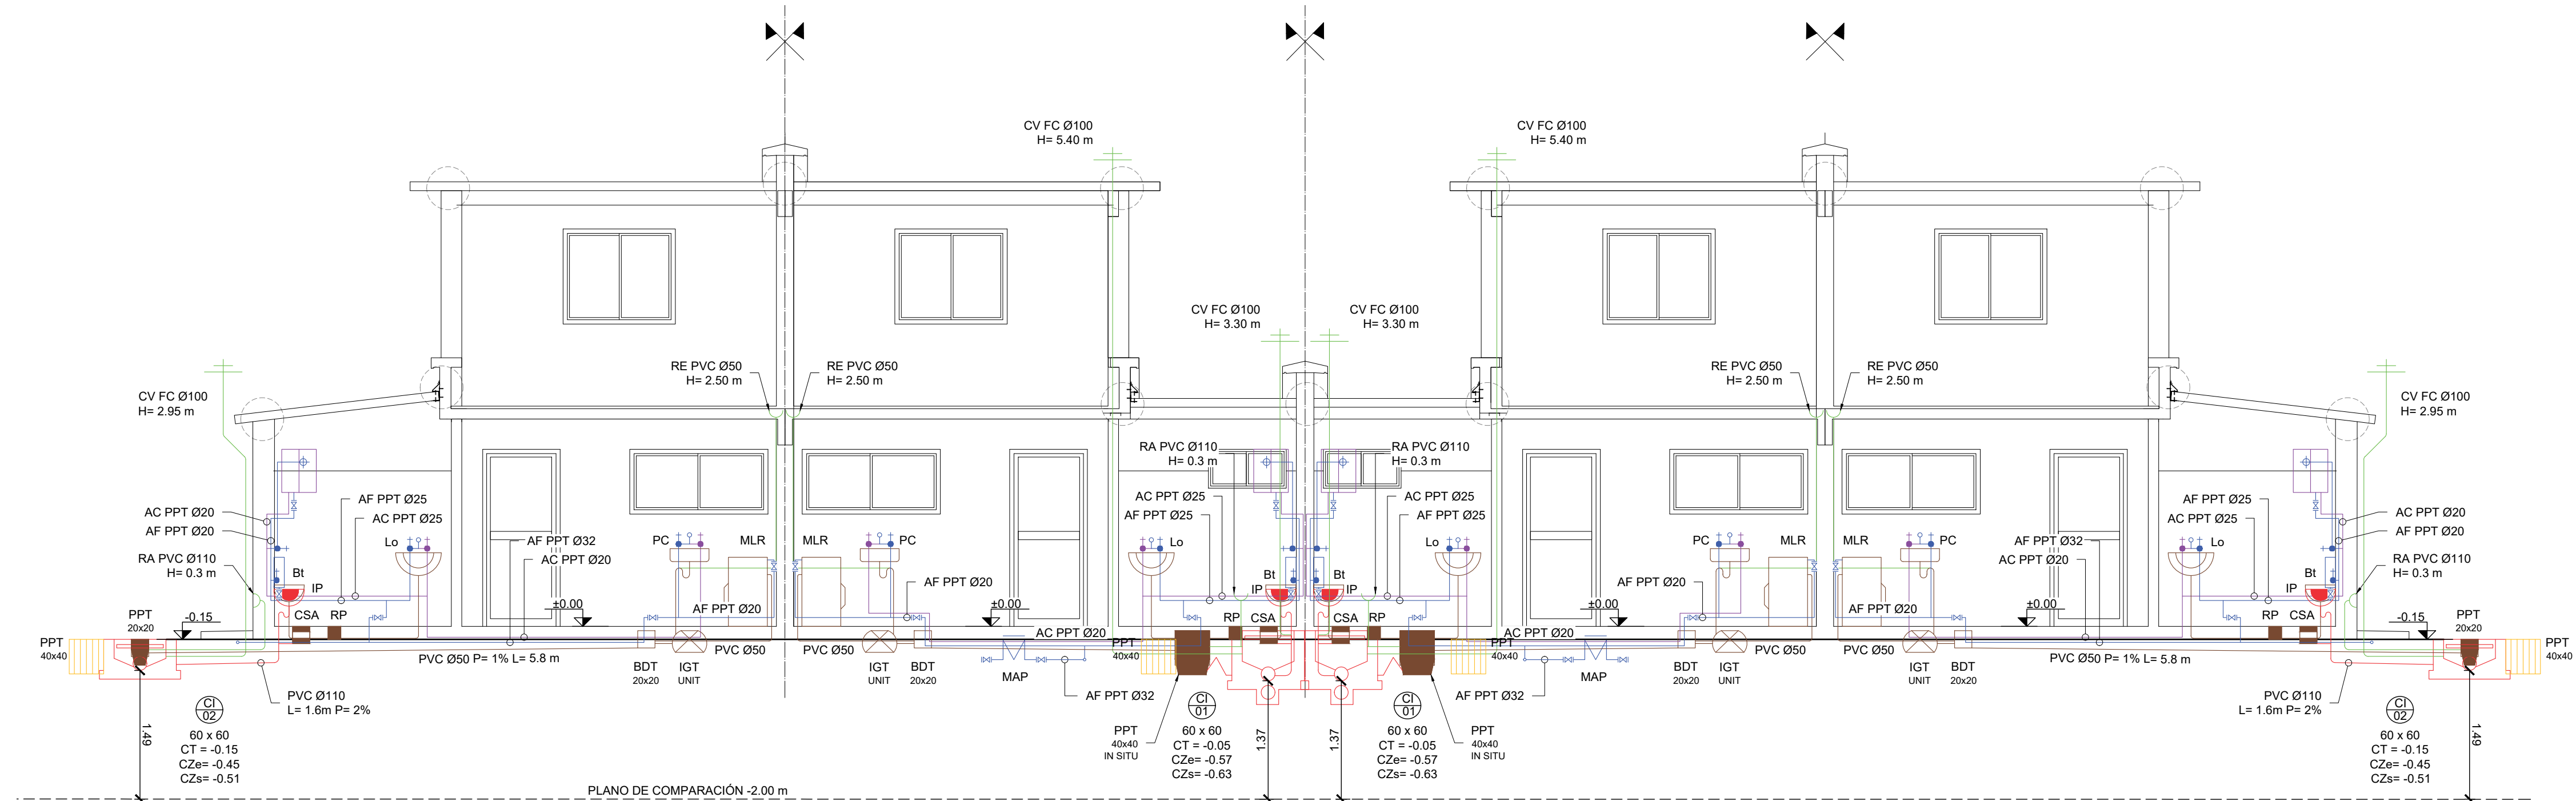 CV FC Ø100
H= 5.40 m
CV FC Ø100
H= 5.40 m
CV FC Ø100
H= 3.30 m
CV FC Ø100
H= 3.30 m
CV FC Ø100
H= 2.95 m
RE PVC Ø50
H= 2.50 m
RE PVC Ø50
H= 2.50 m
RE PVC Ø50
H= 2.50 m
RE PVC Ø50
H= 2.50 m
CV FC Ø100
H= 2.95 m
RA PVC Ø110
H= 0.3 m
RA PVC Ø110
H= 0.3 m
AC PPT Ø20
AF PPT Ø20
RA PVC Ø110
H= 0.3 m
AF PPT Ø25
AC PPT Ø25
Lo
Bt
IP
CSA
RP
AF PPT Ø32
AC PPT Ø20
PC
MLR
MLR
PC
AF PPT Ø20
AF PPT Ø20
±0.00
±0.00
AC PPT Ø25
AF PPT Ø25
Lo
Bt
IP
RP
CSA
AC PPT Ø20
AC PPT Ø25
AF PPT Ø25
Lo
Bt
IP
CSA
RP
AC PPT Ø20
±0.00
AF PPT Ø20
PC
MLR
MLR
PC
AF PPT Ø20
±0.00
AF PPT Ø32
AC PPT Ø20
AF PPT Ø25
AC PPT Ø25
Lo
Bt
IP
RP
CSA
AC PPT Ø20
AF PPT Ø20
RA PVC Ø110
H= 0.3 m
PPT
20x20
-0.15
PPT
40x40
PVC Ø50 P= 1% L= 5.8 m
BDT
20x20
IGT
UNIT
PVC Ø50
PVC Ø50
IGT
UNIT
BDT
20x20
MAP
AF PPT Ø32
PPT
40x40
PPT
40x40
AF PPT Ø32
MAP
BDT
20x20
IGT
UNIT
PVC Ø50
PVC Ø50
IGT
UNIT
BDT
20x20
PVC Ø50 P= 1% L= 5.8 m
-0.15
PPT
20x20
PPT
40x40
PVC Ø110
L= 1.6m P= 2%
CI
02
60 x 60
CT = -0.15
CZe= -0.45
CZs= -0.51
1.49
PPT
40x40
IN SITU
CI
01
60 x 60
CT = -0.05
CZe= -0.57
CZs= -0.63
1.37
1.37
CI
01
60 x 60
CT = -0.05
CZe= -0.57
CZs= -0.63
PPT
40x40
IN SITU
PVC Ø110
L= 1.6m P= 2%
CI
02
60 x 60
CT = -0.15
CZe= -0.45
CZs= -0.51
1.49
PLANO DE COMPARACIÓN -2.00 m